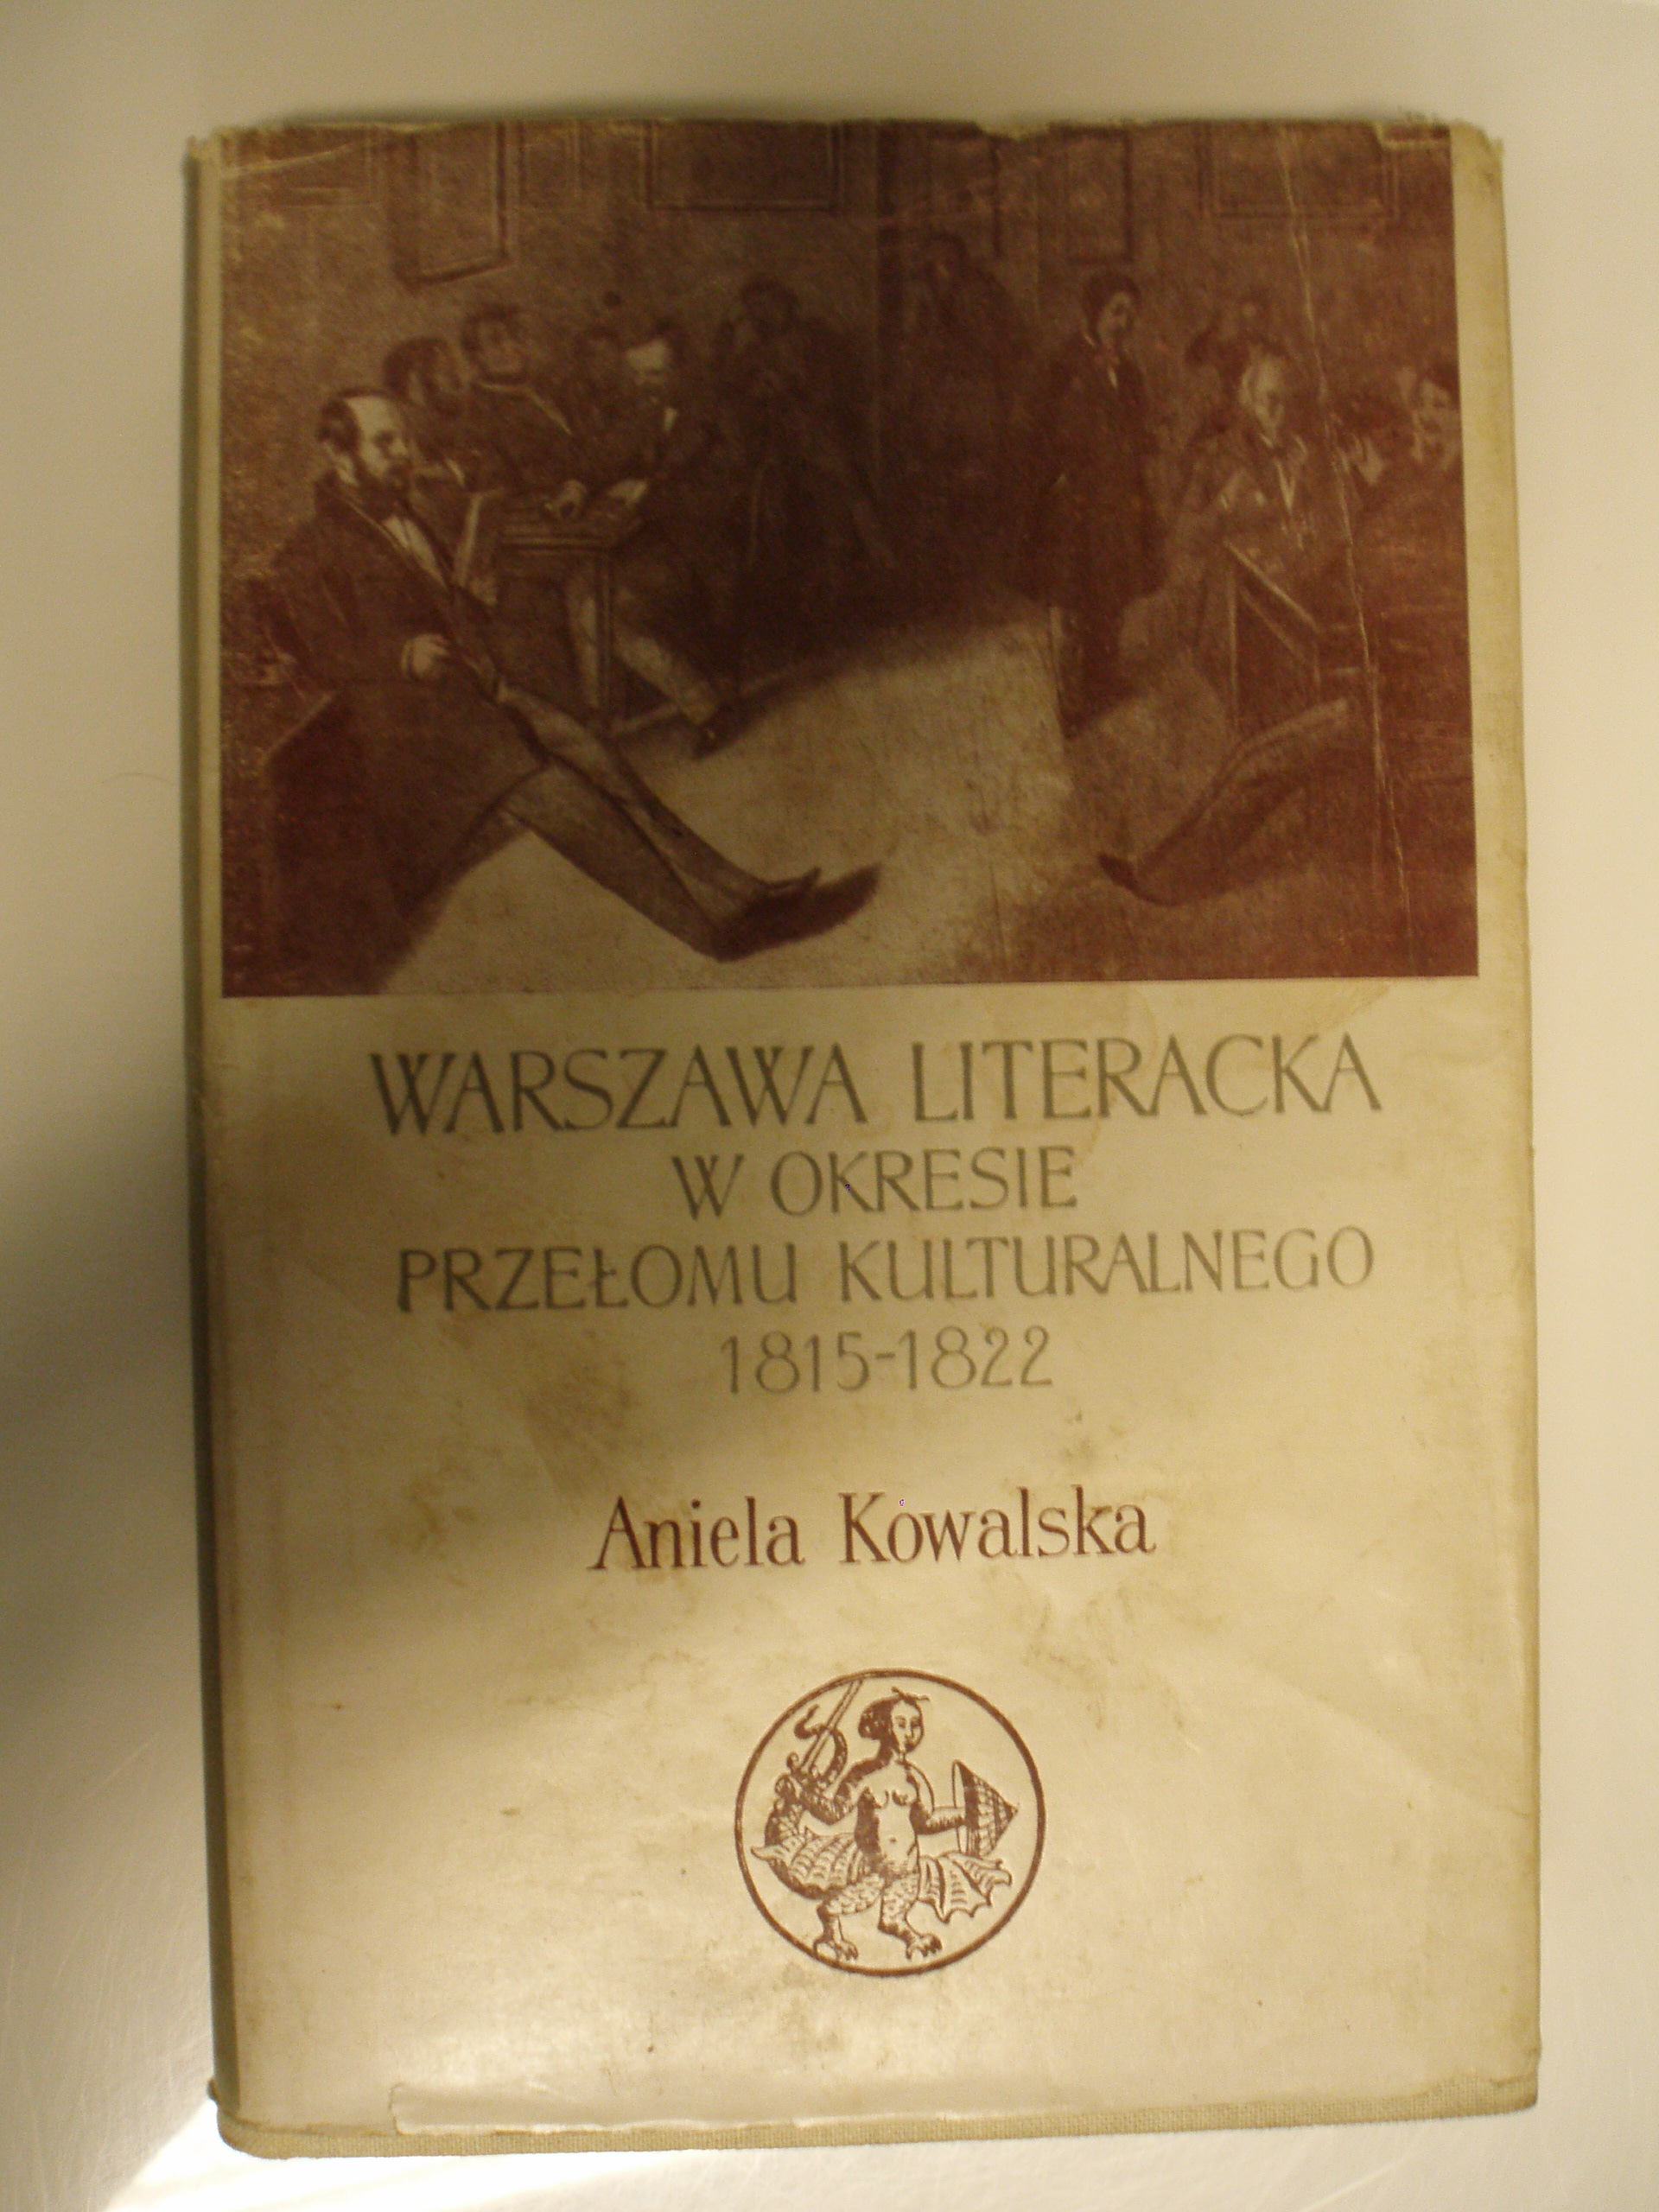 WARSZAWA LITERACKA
W OKRESIE
PRZEŁOMU KULTURALNEGO
1815-1822
Aniela Kowalska